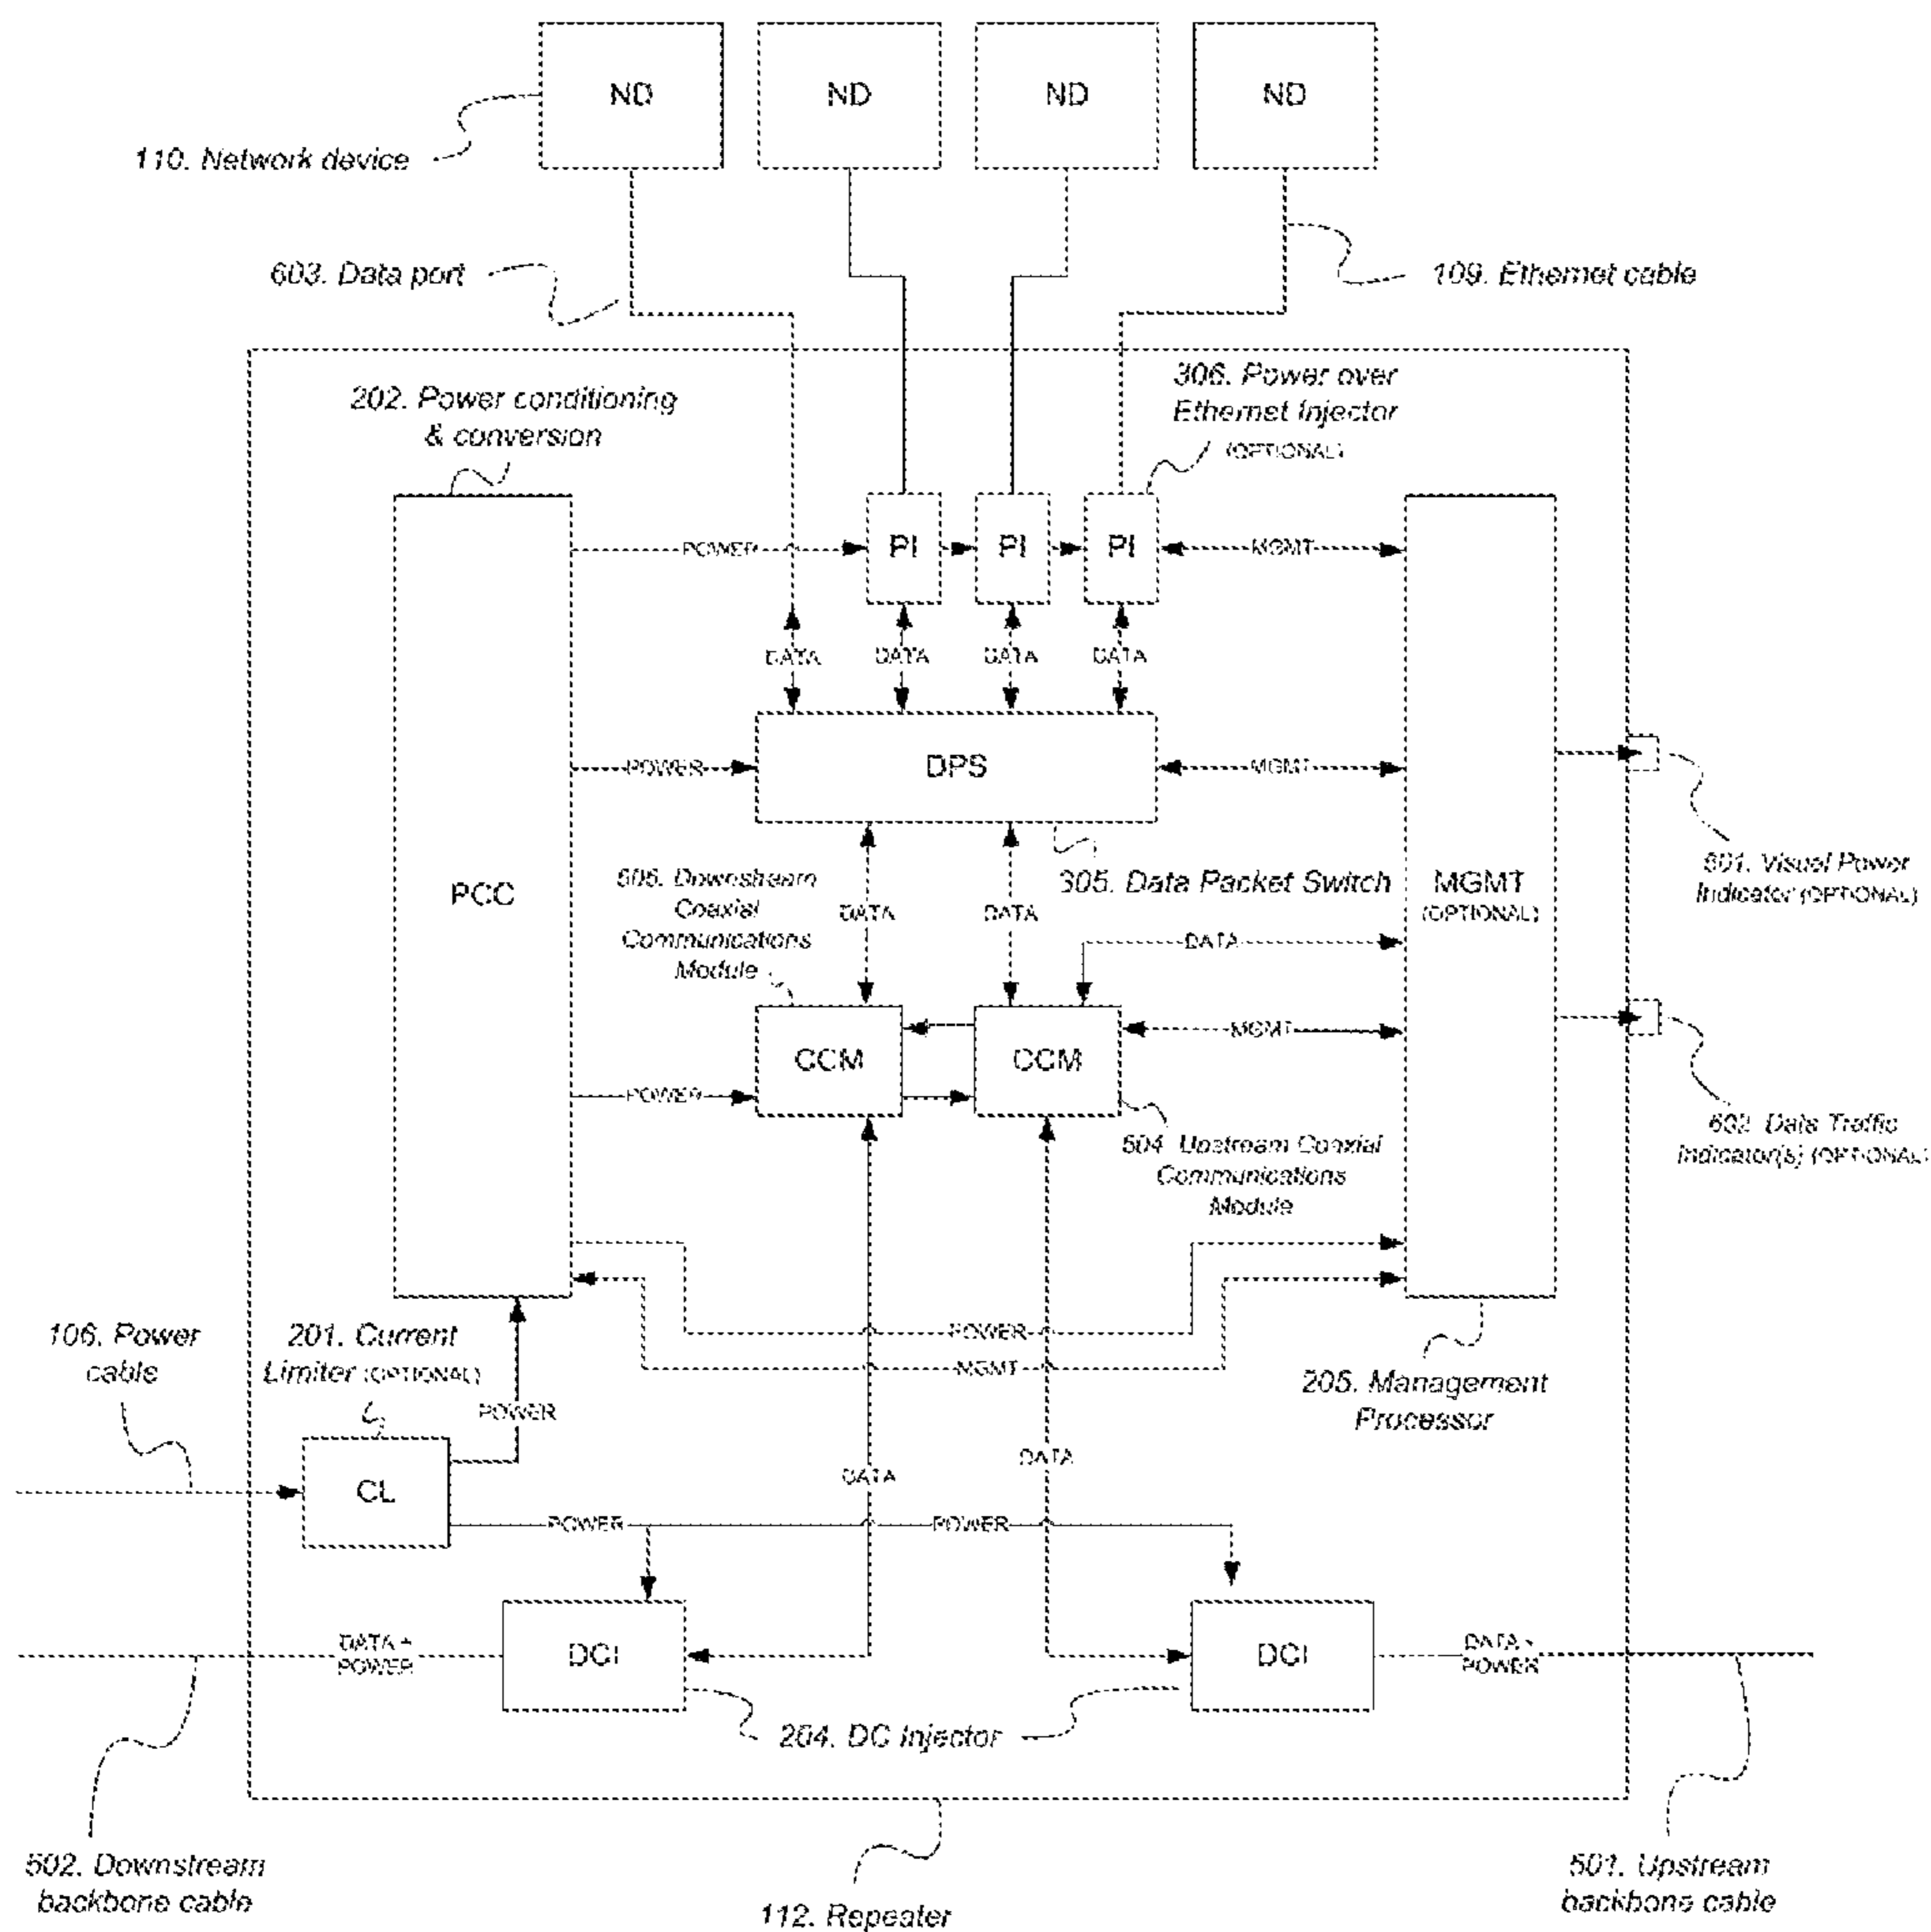 ND ND ND ND
110. Network device
603. Data port
109. Ethernet cable
202. Power conditioning
& conversion
306. Power over
Ethernet Injector
(OPTIONAL)
POWER PI PI PI MGMT
DATA DATA DATA DATA
POWER DPS MGMT
305. Data Packet Switch
Downstream
Coaxial
Communications
Module
PCC
MGMT
(OPTIONAL)
DATA DATA
DATA
CCM CCM
MGMT
POWER
504. Upstream Coaxial
Communications
Module
601. Visual Power
Indicator (OPTIONAL)
602. Data Traffic
Indicator(s) (OPTIONAL)
POWER
MGMT
106. Power
cable
201. Current
Limiter (OPTIONAL)
POWER
205. Management
Processor
CL
DATA
DATA
POWER POWER
DATA +
POWER
DCI
DCI
DATA +
POWER
204. DC Injector
502. Downstream
backbone cable
112. Repeater
501. Upstream
backbone cable